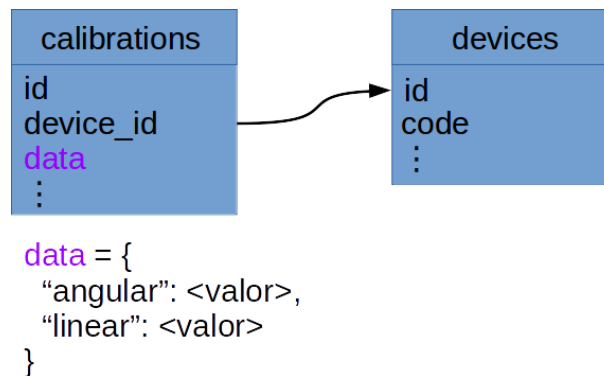 calibrations
id
device_id
data
⋮
devices
id
code
⋮
data = {
“angular”: <valor>,
“linear”: <valor>
}